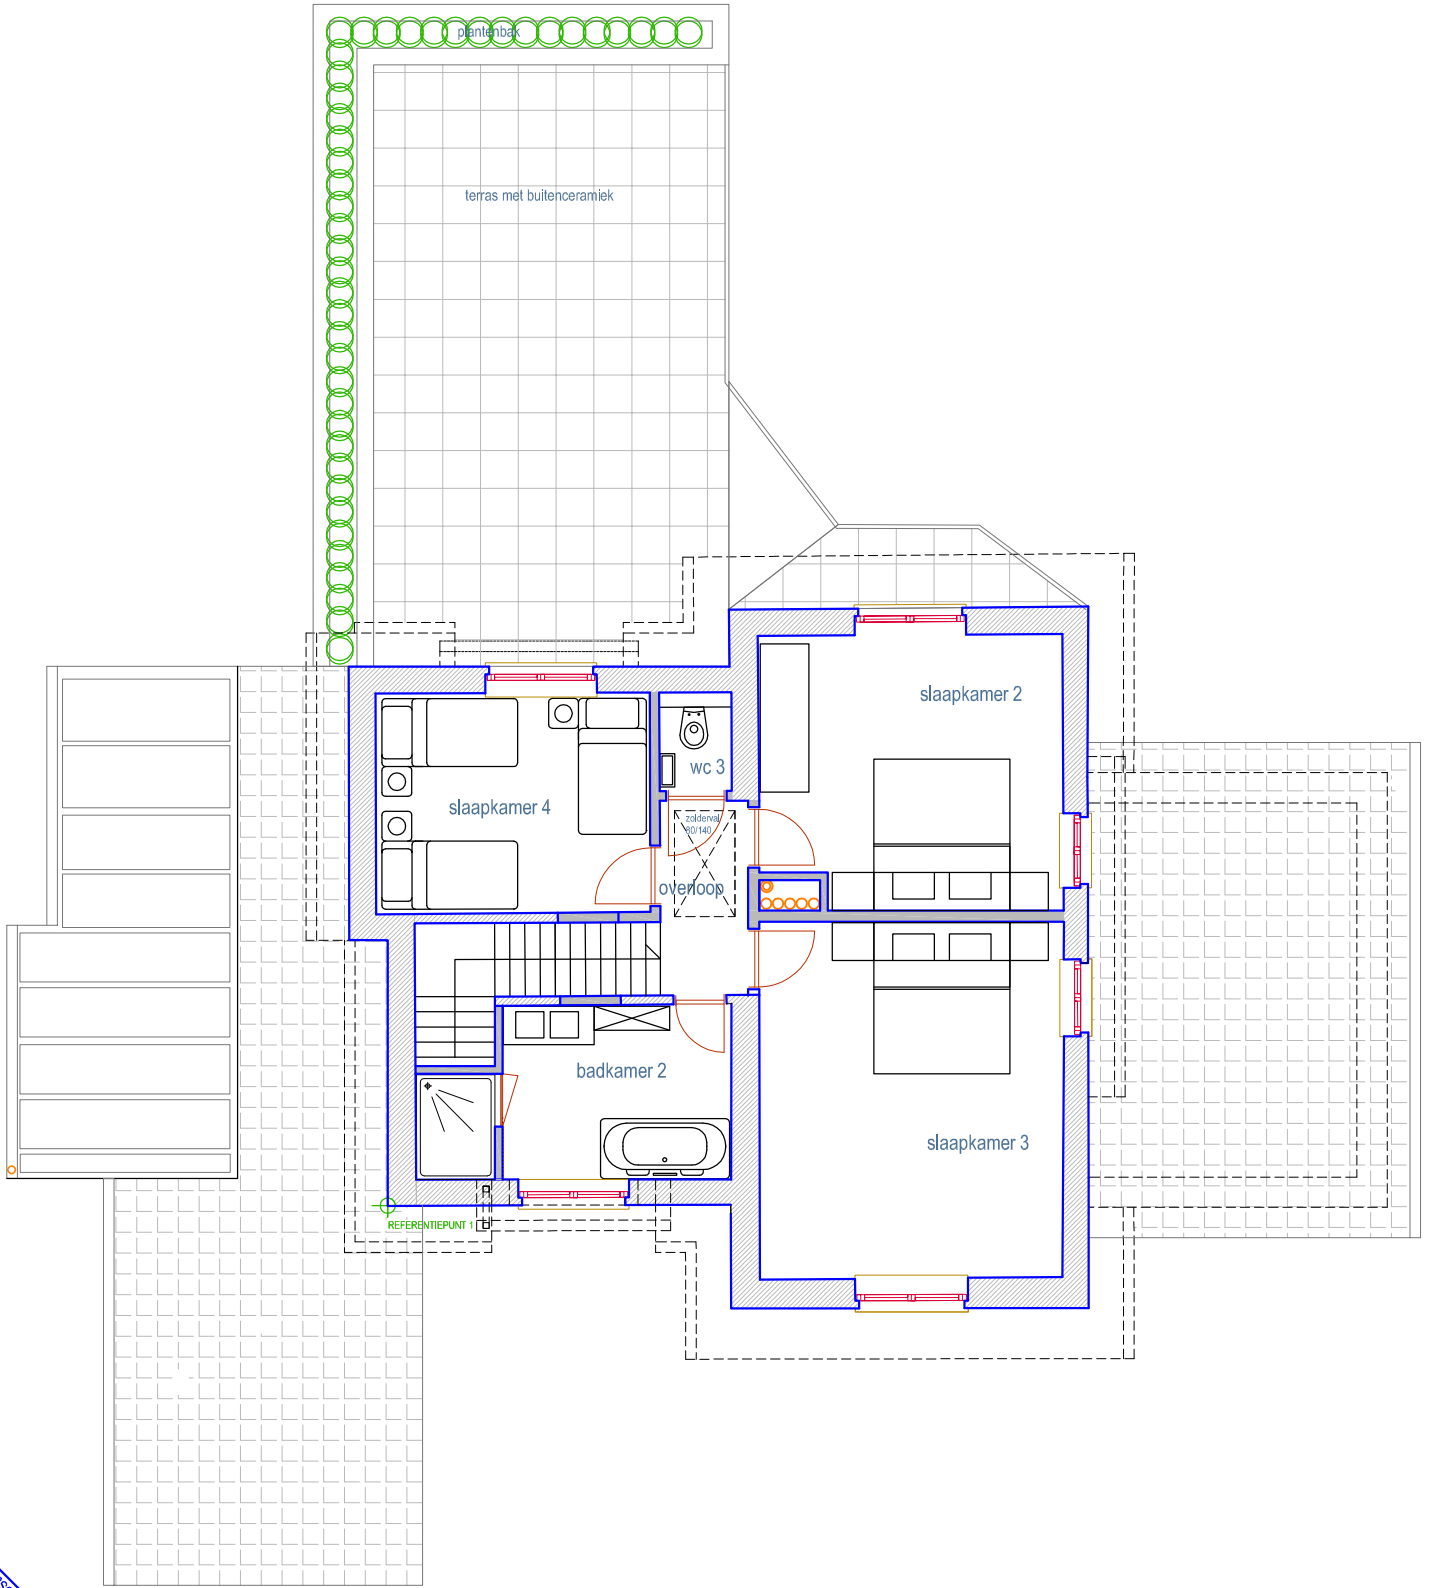 plantenbak
terras met buitenceramiek
slaapkamer 2
wc 3
slaapkamer 4
zolderval
80/140
overloop
badkamer 2
slaapkamer 3
REFERENTIEPUNT 1